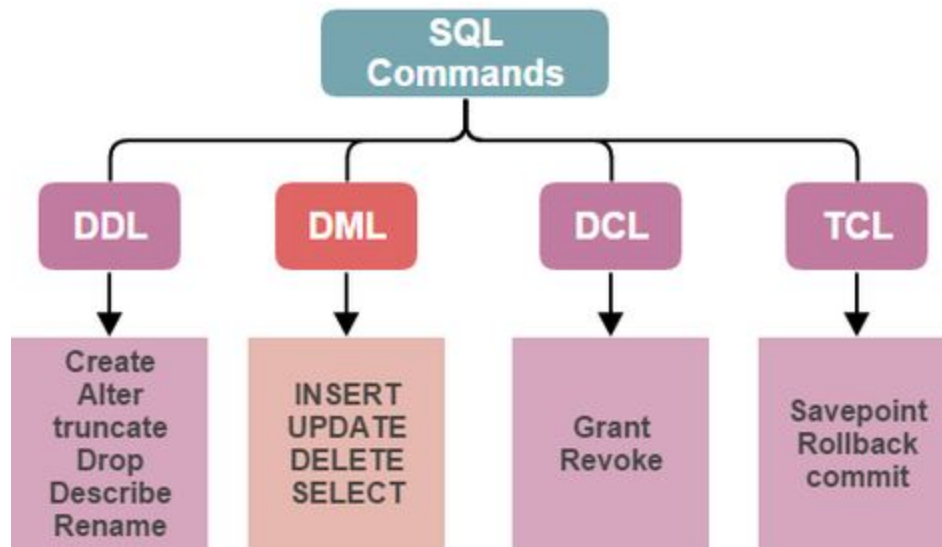 SQL
Commands
DDL
DML
DCL
TCL
Create
Alter
truncate
Drop
Describe
Rename
INSERT
UPDATE
DELETE
SELECT
Grant
Revoke
Savepoint
Rollback
commit